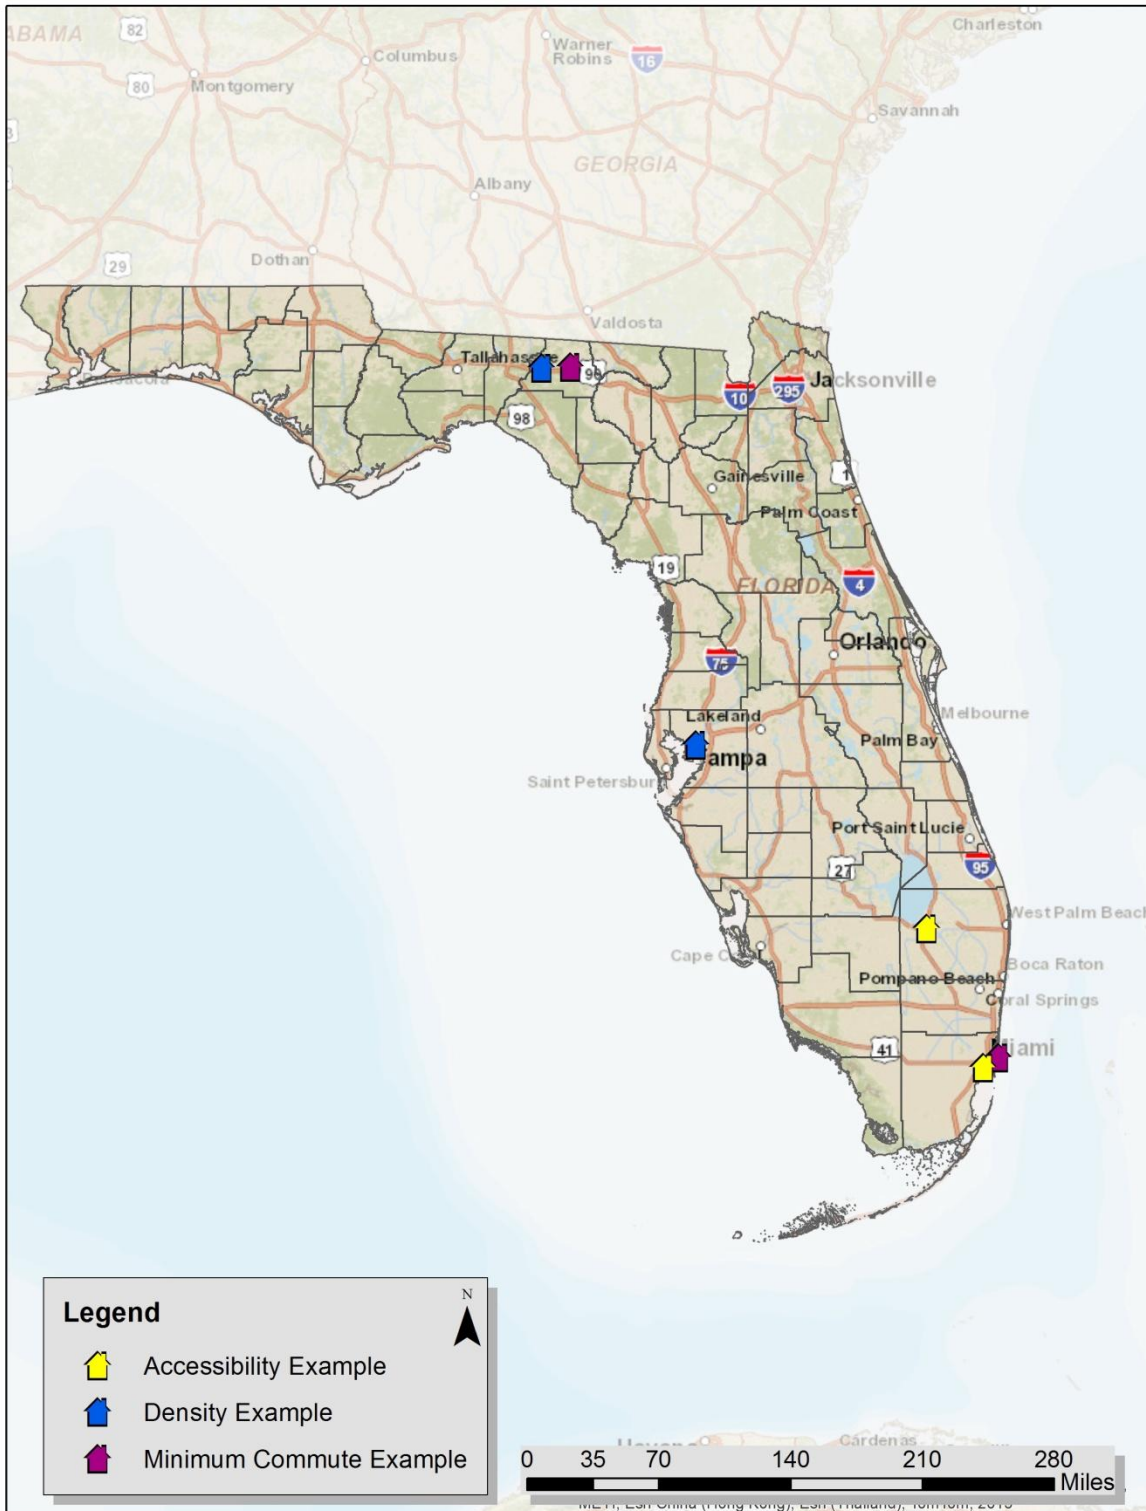 Charleston
ABAMA
82
Columbus
Warner
Robins
16
80
Montgomery
Savannah
GEORGIA
Albany
29
Dothan
Valdosta
Tallahassee
90
10
295
Jacksonville
98
Gainesville
1
Palm Coast
19
FLORIDA
4
Orlando
75
Lakeland
Melbourne
Palm Bay
Tampa
Saint Petersburg
Port Saint Lucie
27
95
West Palm Beach
Cape Coral
Boca Raton
Pompano Beach
Coral Springs
41
Miami
Legend
N
Accessibility Example
Density Example
Minimum Commute Example
Cárdenas
0 35 70 140 210 280
Miles